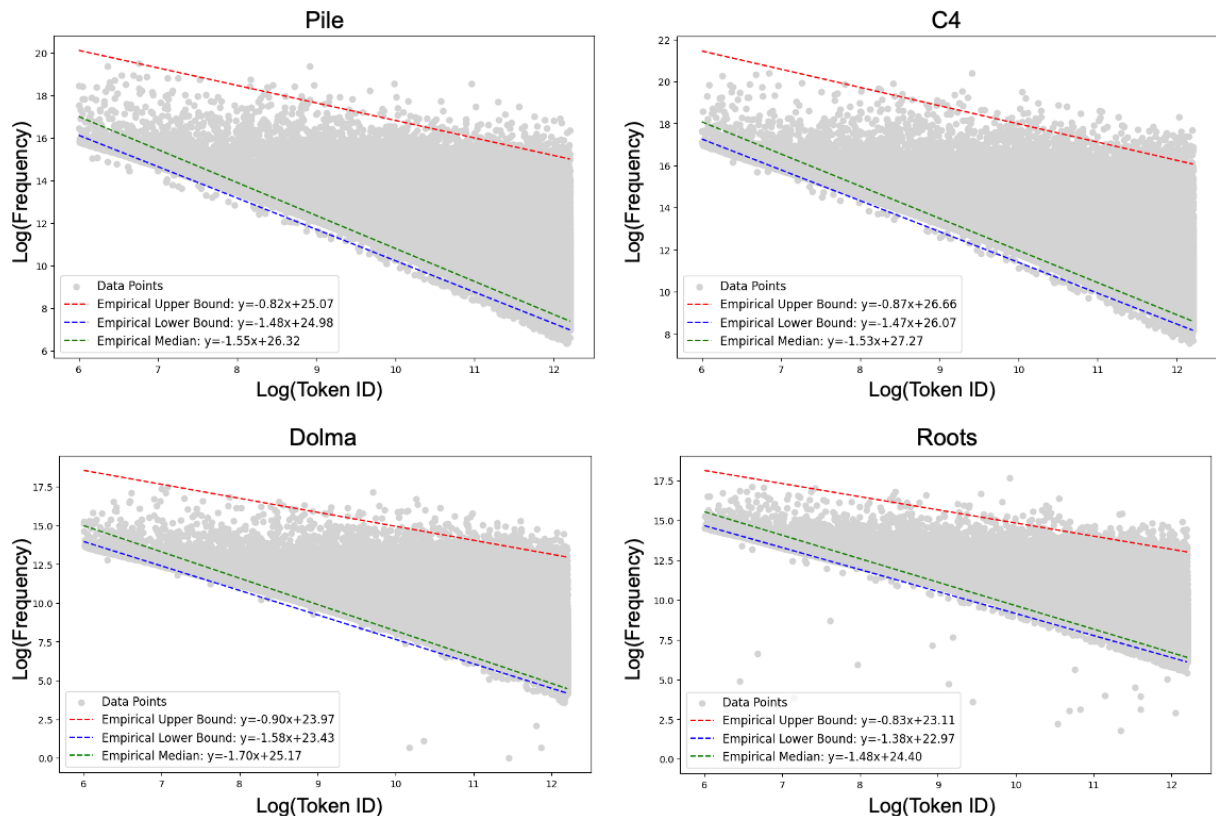 Pile
Log(Frequency)
20
18
16
14
12
10
8
6
Data Points
Empirical Upper Bound: y=-0.82x+25.07
Empirical Lower Bound: y=-1.48x+24.98
Empirical Median: y=-1.55x+26.32
6 7 8 9 10 11 12
Log(Token ID)
C4
Log(Frequency)
22
20
18
16
14
12
10
8
Data Points
Empirical Upper Bound: y=-0.87x+26.66
Empirical Lower Bound: y=-1.47x+26.07
Empirical Median: y=-1.53x+27.27
6 7 8 9 10 11 12
Log(Token ID)
Dolma
Log(Frequency)
17.5
15.0
12.5
10.0
7.5
5.0
2.5
0.0
Data Points
Empirical Upper Bound: y=-0.90x+23.97
Empirical Lower Bound: y=-1.58x+23.43
Empirical Median: y=-1.70x+25.17
6 7 8 9 10 11 12
Log(Token ID)
Roots
Log(Frequency)
17.5
15.0
12.5
10.0
7.5
5.0
2.5
0.0
Data Points
Empirical Upper Bound: y=-0.83x+23.11
Empirical Lower Bound: y=-1.38x+22.97
Empirical Median: y=-1.48x+24.40
6 7 8 9 10 11 12
Log(Token ID)